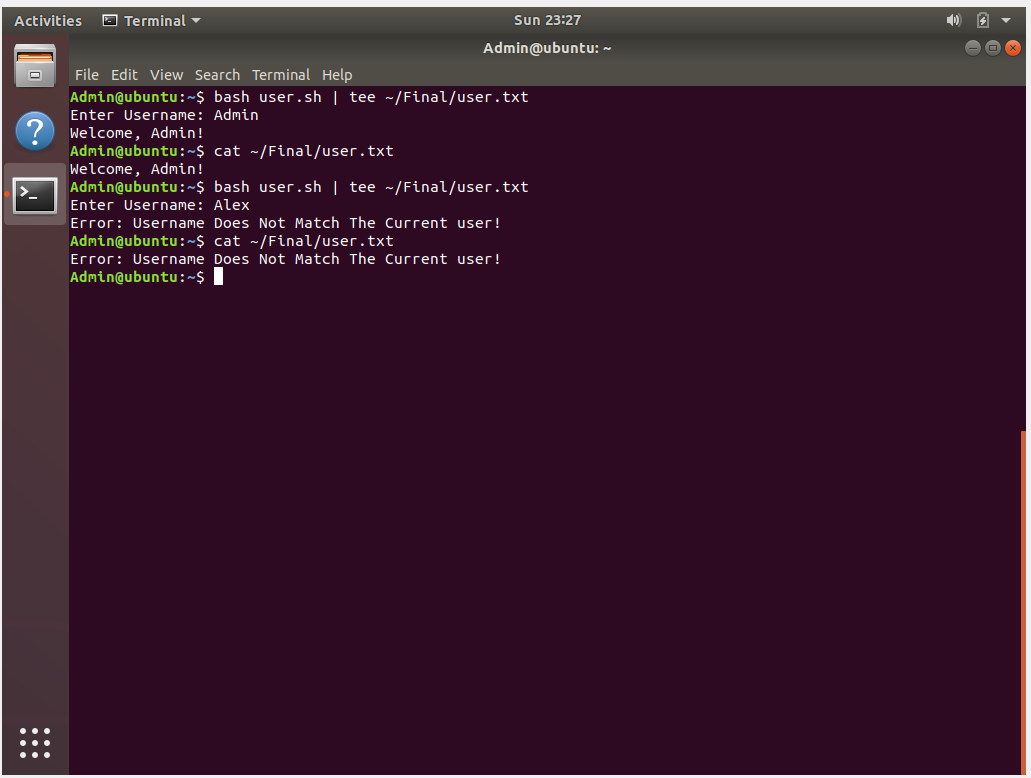 Activities Terminal Sun 23:27
Admin@ubuntu: ~
File Edit View Search Terminal Help
Admin@ubuntu:~$ bash user.sh | tee ~/Final/user.txt
Enter Username: Admin
Welcome, Admin!
Admin@ubuntu:~$ cat ~/Final/user.txt
Welcome, Admin!
Admin@ubuntu:~$ bash user.sh | tee ~/Final/user.txt
Enter Username: Alex
Error: Username Does Not Match The Current user!
Admin@ubuntu:~$ cat ~/Final/user.txt
Error: Username Does Not Match The Current user!
Admin@ubuntu:~$